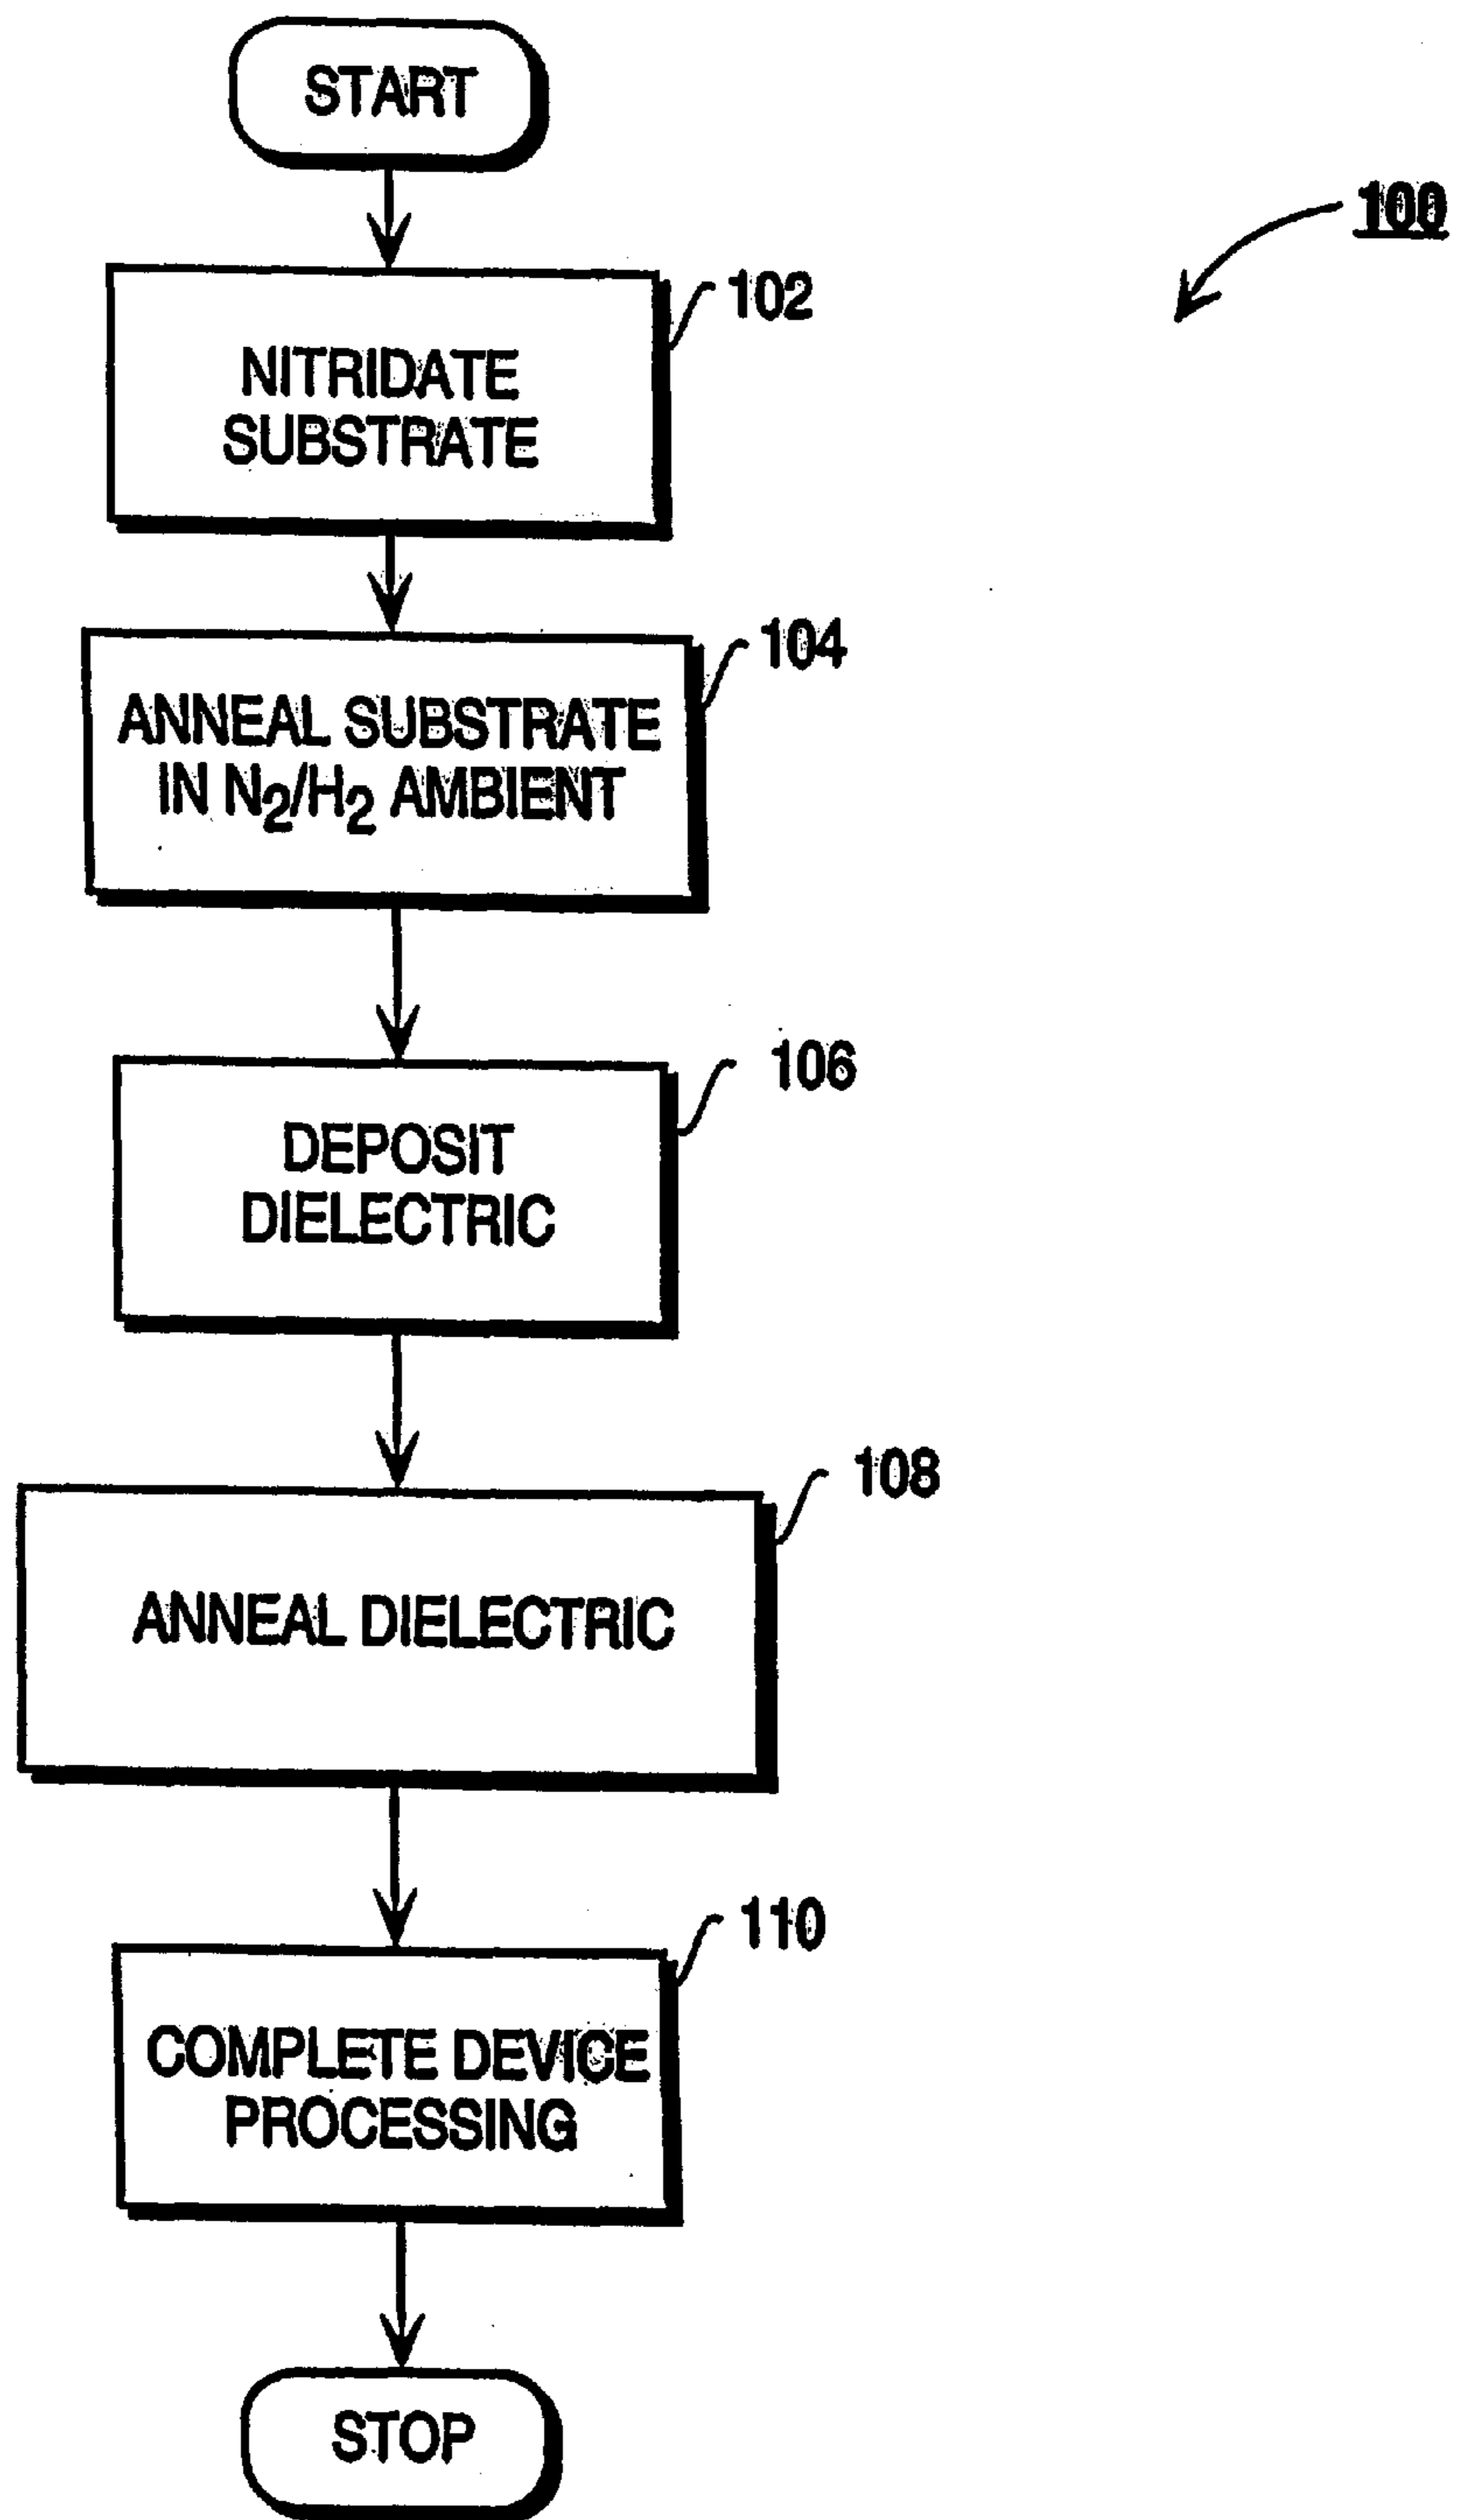 START
100
102
NITRIDATE
SUBSTRATE
104
ANNEAL SUBSTRATE
IN N2/H2 AMBIENT
106
DEPOSIT
DIELECTRIC
108
ANNEAL DIELECTRIC
110
COMPLETE DEVICE
PROCESSING
STOP